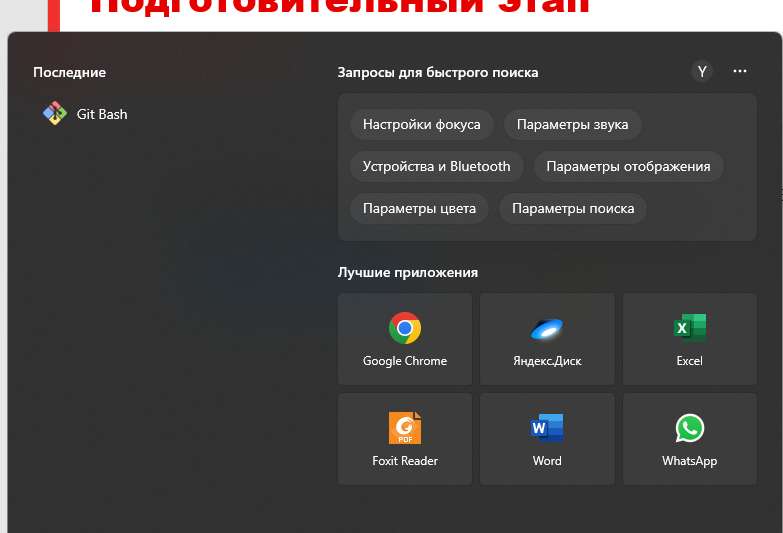 Подготовительный этап
Последние
Git Bash
Запросы для быстрого поиска
Y
Настройки фокуса
Параметры звука
Устройства и Bluetooth
Параметры отображения
Параметры цвета
Параметры поиска
Лучшие приложения
Google Chrome
Яндекс.Диск
X
Excel
PDF
Foxit Reader
W
Word
WhatsApp